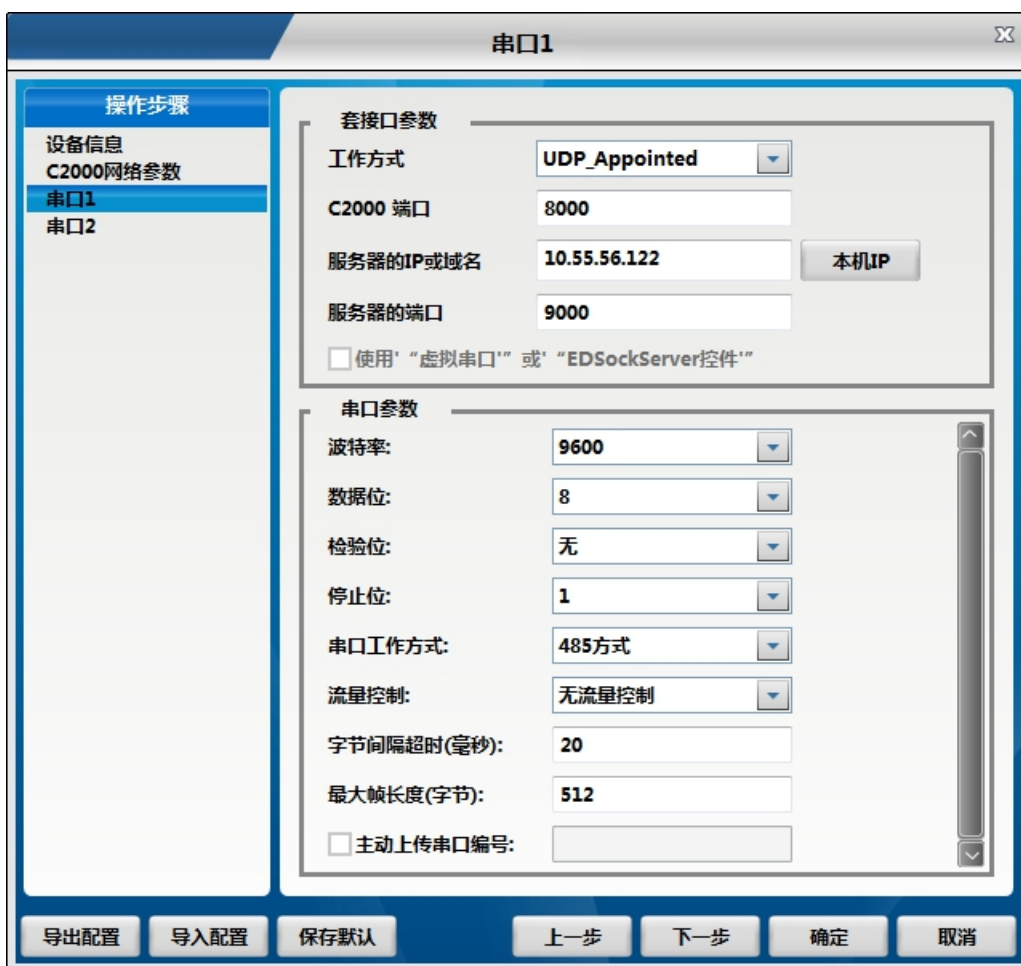 串口1
操作步骤
设备信息
C2000网络参数
串口1
串口2
套接口参数
工作方式 UDP_Appointed
C2000 端口 8000
服务器的IP或域名 10.55.56.122 本机IP
服务器的端口 9000
使用' “虚拟串口'” 或' “EDSockServer控件'”
串口参数
波特率: 9600
数据位: 8
检验位: 无
停止位: 1
串口工作方式: 485方式
流量控制: 无流量控制
字节间隔超时(毫秒): 20
最大帧长度(字节): 512
主动上传串口编号:
导出配置 导入配置 保存默认 上一步 下一步 确定 取消